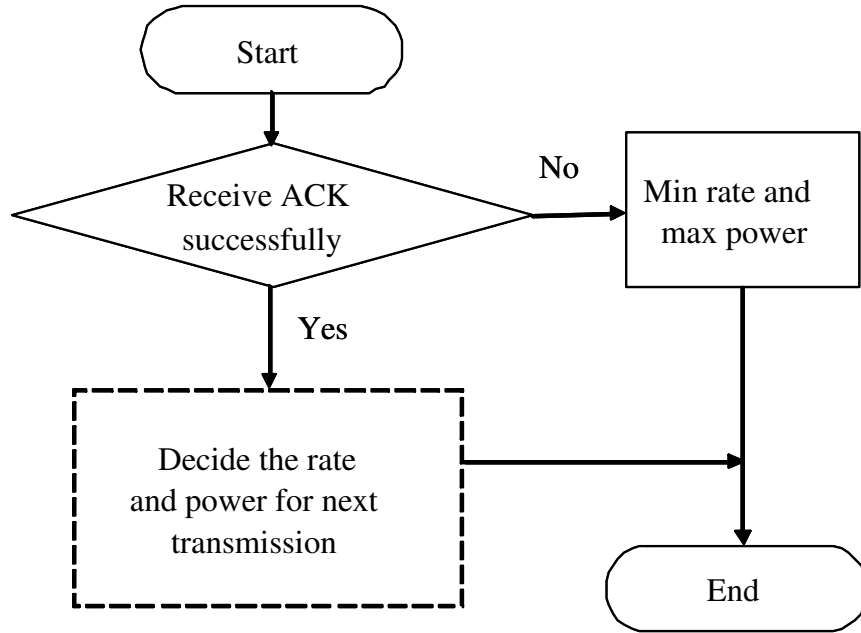 Start
Receive ACK
successfully
No
Min rate and
max power
Yes
Decide the rate
and power for next
transmission
End